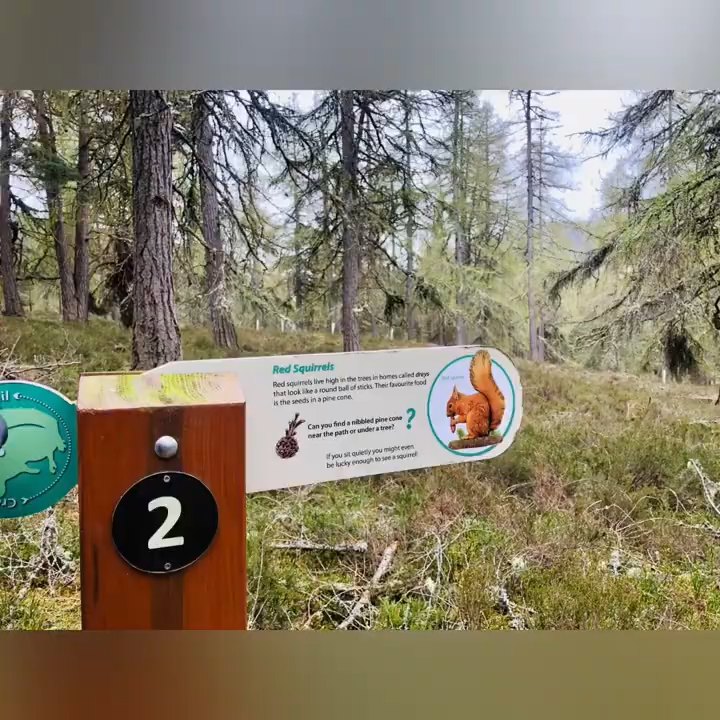 Red Squirrels
Red squirrels live high in the trees in homes called dreys
that look like a round ball of sticks. Their favourite food
is the seeds in a pine cone.
Can you find a nibbled pine cone
near the path or under a tree?
?
If you sit quietly you might even
be lucky enough to see a squirrel!
2